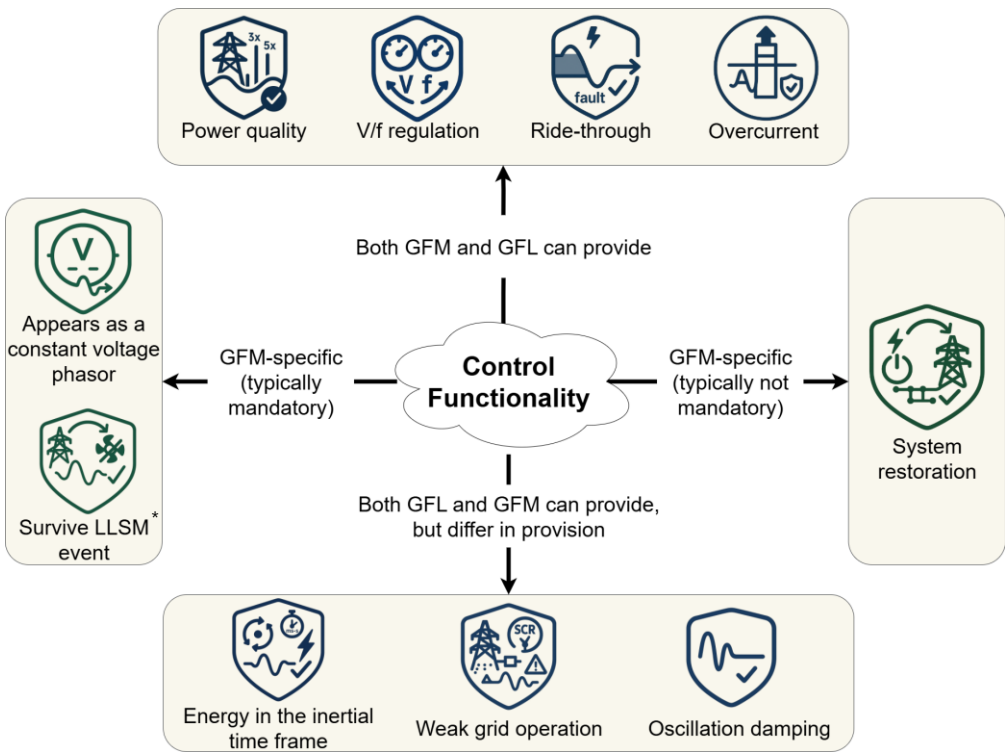 3x
5x
V f
fault
A
Power quality
V/f regulation
Ride-through
Overcurrent
Both GFM and GFL can provide
V
Appears as a
constant voltage
phasor
Survive LLSM*
event
GFM-specific
(typically
mandatory)
Control
Functionality
GFM-specific
(typically not
mandatory)
System
restoration
Both GFL and GFM can provide,
but differ in provision
SCR
Energy in the inertial
time frame
Weak grid operation
Oscillation damping